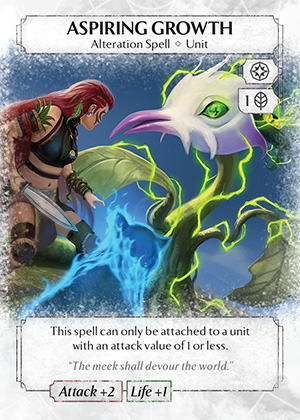 ASPIRING GROWTH
Alteration Spell ⋄ Unit
1
This spell can only be attached to a unit
with an attack value of 1 or less.
"The meek shall devour the world."
Attack +2 Life +1